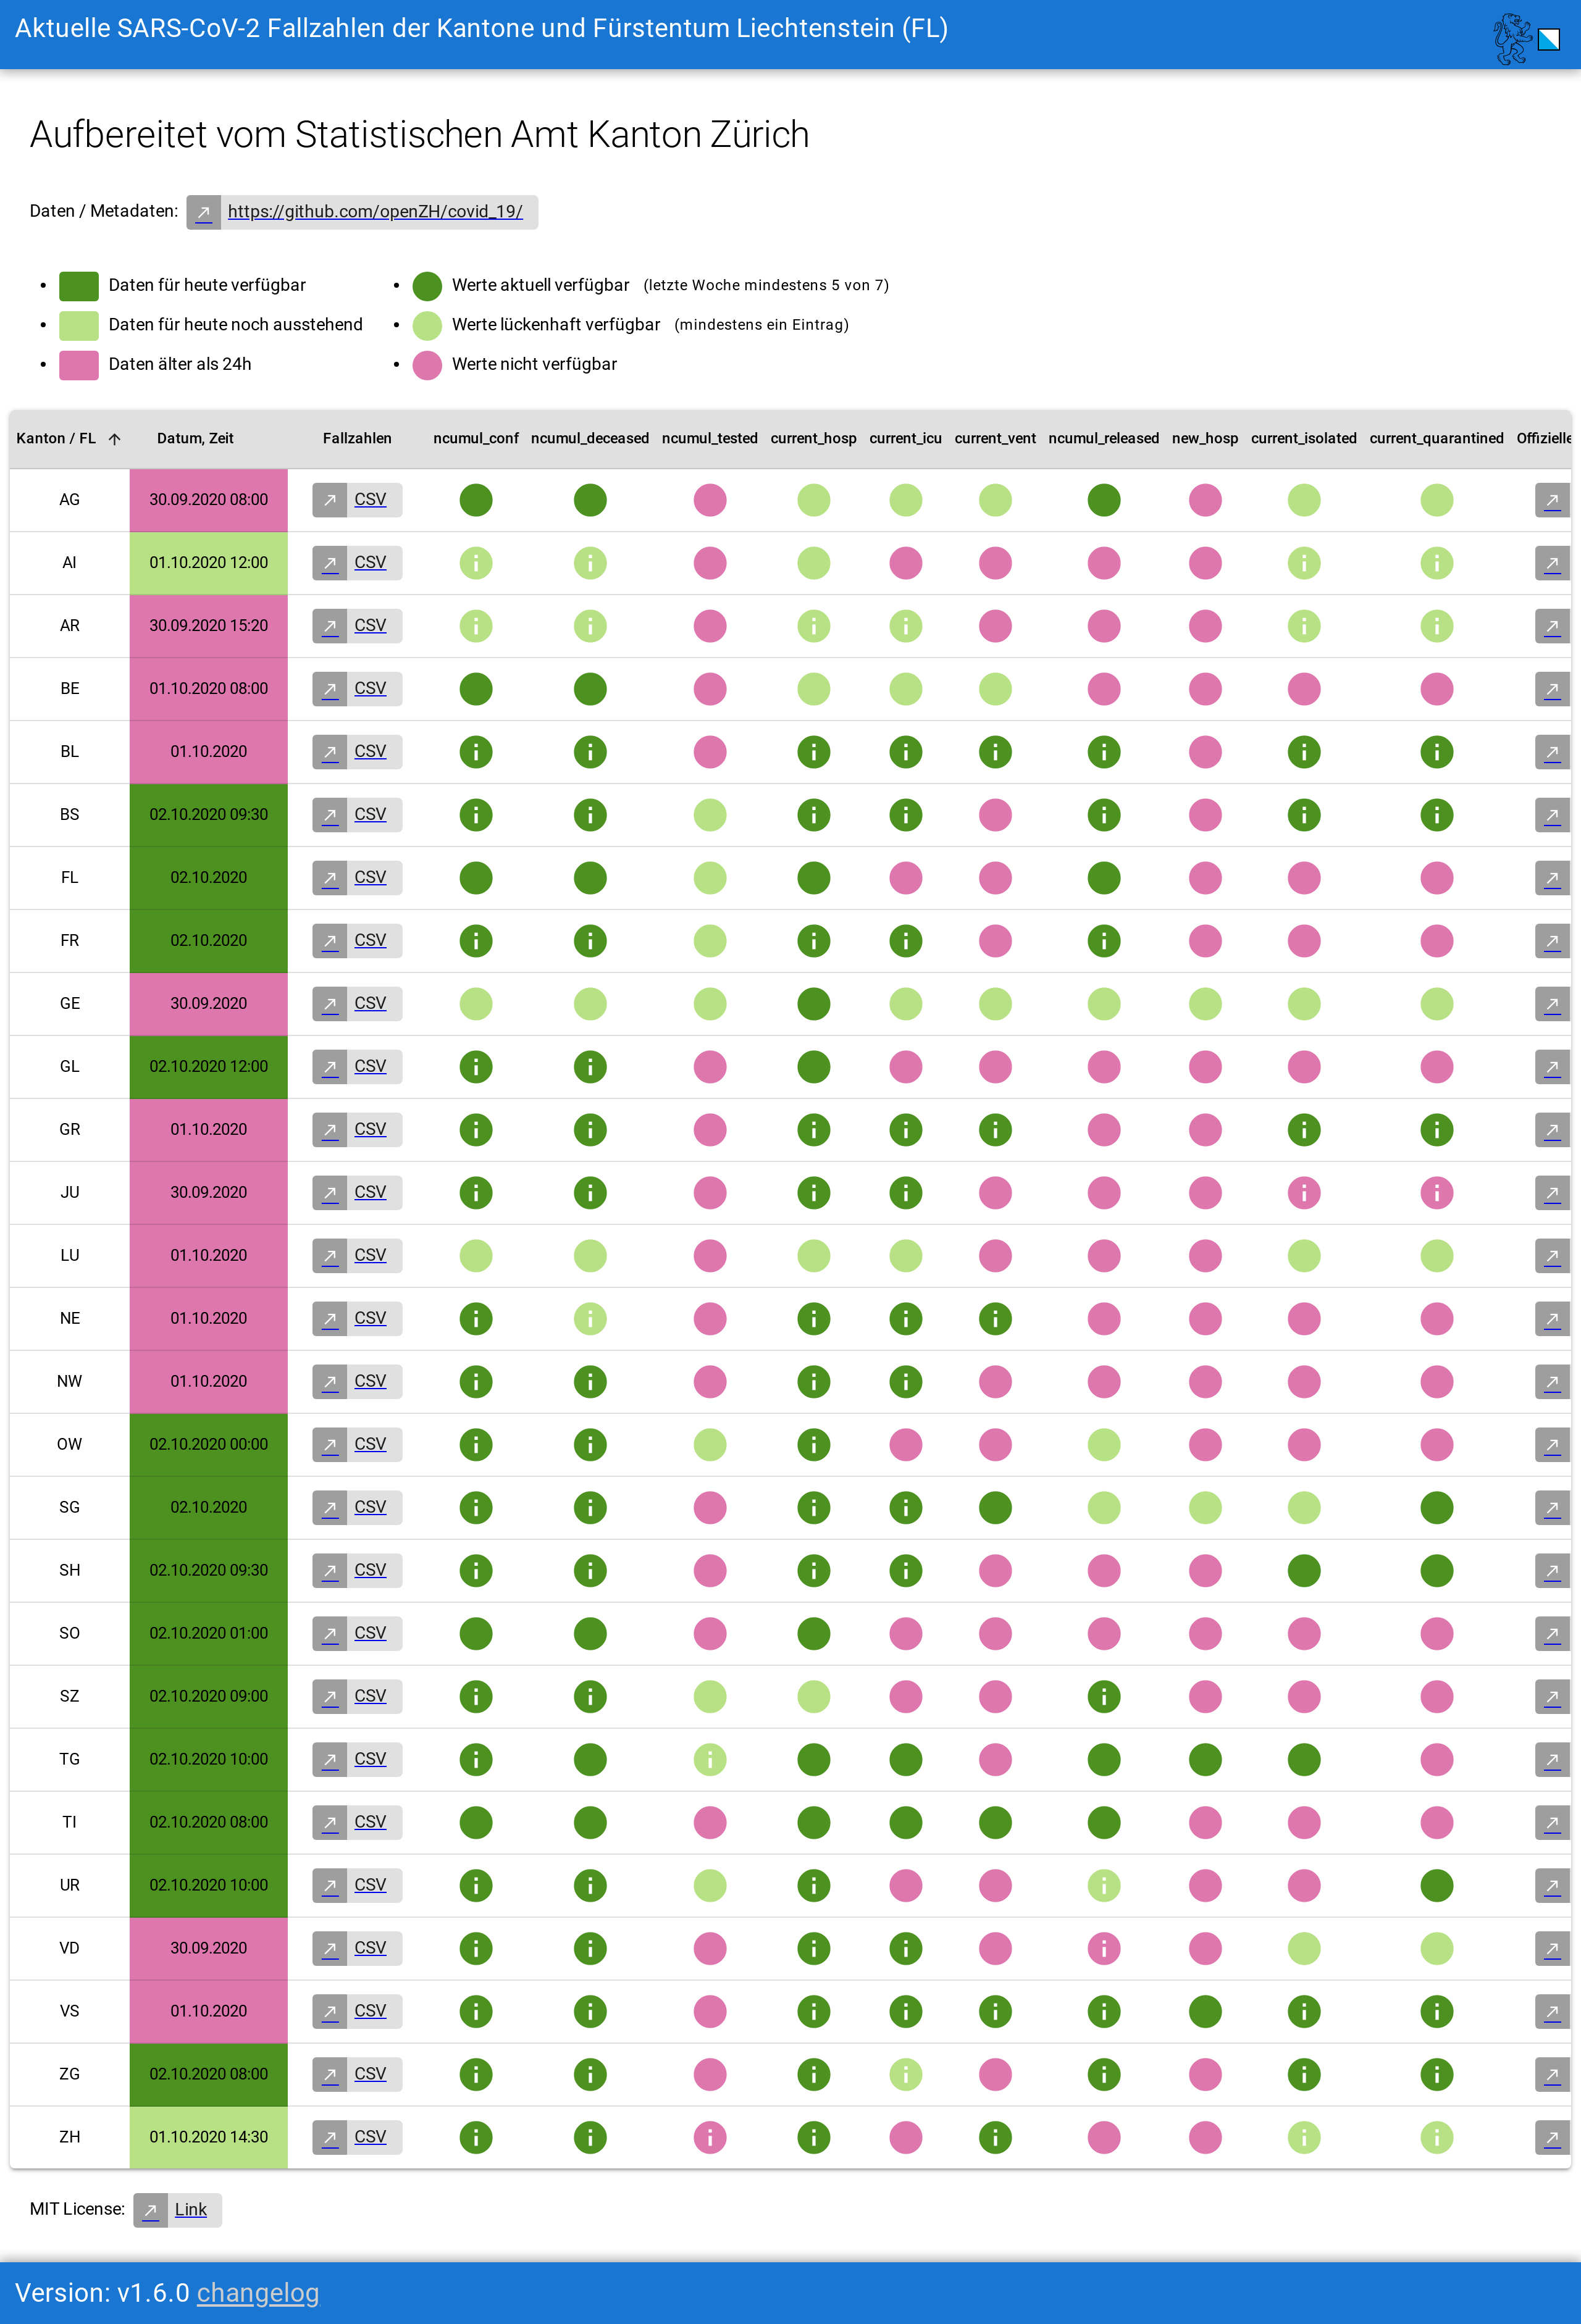 Aktuelle SARS-CoV-2 Fallzahlen der Kantone und Fürstentum Liechtenstein (FL)
Aufbereitet vom Statistischen Amt Kanton Zürich
Daten / Metadaten: https://github.com/openZH/covid_19/
Daten für heute verfügbar
Daten für heute noch ausstehend
Daten älter als 24h
Werte aktuell verfügbar (letzte Woche mindestens 5 von 7)
Werte lückenhaft verfügbar (mindestens ein Eintrag)
Werte nicht verfügbar
Kanton / FL Datum, Zeit Fallzahlen ncumul_conf ncumul_deceased ncumul_tested current_hosp current_icu current_vent ncumul_released new_hosp current_isolated current_quarantined Offizielle
AG 30.09.2020 08:00 CSV
AI 01.10.2020 12:00 CSV
AR 30.09.2020 15:20 CSV
BE 01.10.2020 08:00 CSV
BL 01.10.2020 CSV
BS 02.10.2020 09:30 CSV
FL 02.10.2020 CSV
FR 02.10.2020 CSV
GE 30.09.2020 CSV
GL 02.10.2020 12:00 CSV
GR 01.10.2020 CSV
JU 30.09.2020 CSV
LU 01.10.2020 CSV
NE 01.10.2020 CSV
NW 01.10.2020 CSV
OW 02.10.2020 00:00 CSV
SG 02.10.2020 CSV
SH 02.10.2020 09:30 CSV
SO 02.10.2020 01:00 CSV
SZ 02.10.2020 09:00 CSV
TG 02.10.2020 10:00 CSV
TI 02.10.2020 08:00 CSV
UR 02.10.2020 10:00 CSV
VD 30.09.2020 CSV
VS 01.10.2020 CSV
ZG 02.10.2020 08:00 CSV
ZH 01.10.2020 14:30 CSV
MIT License: Link
Version: v1.6.0 changelog